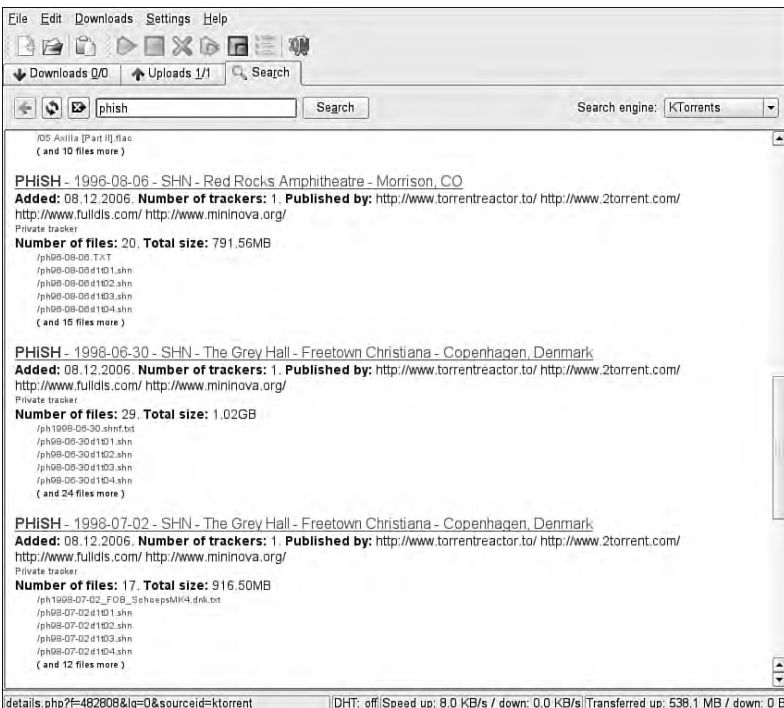 File Edit Downloads Settings Help
Downloads 0/0 Uploads 1/1 Search
phish Search Search engine: KTorrents
/05 Axilla [Part II].flac
( and 10 files more )
PHiSH - 1996-08-06 - SHN - Red Rocks Amphitheatre - Morrison, CO
Added: 08.12.2006. Number of trackers: 1. Published by: http://www.torrentreactor.to/ http://www.2torrent.com/
http://www.fulldls.com/ http://www.mininova.org/
Private tracker
Number of files: 20. Total size: 791.56MB
/ph96-08-06.TXT
/ph96-08-06d1t01.shn
/ph96-08-06d1t02.shn
/ph96-08-06d1t03.shn
/ph96-08-06d1t04.shn
( and 15 files more )
PHiSH - 1998-06-30 - SHN - The Grey Hall - Freetown Christiana - Copenhagen, Denmark
Added: 08.12.2006. Number of trackers: 1. Published by: http://www.torrentreactor.to/ http://www.2torrent.com/
http://www.fulldls.com/ http://www.mininova.org/
Private tracker
Number of files: 29. Total size: 1.02GB
/ph1998-06-30.shnf.txt
/ph98-06-30d1t01.shn
/ph98-06-30d1t02.shn
/ph98-06-30d1t03.shn
/ph98-06-30d1t04.shn
( and 24 files more )
PHiSH - 1998-07-02 - SHN - The Grey Hall - Freetown Christiana - Copenhagen, Denmark
Added: 08.12.2006. Number of trackers: 1. Published by: http://www.torrentreactor.to/ http://www.2torrent.com/
http://www.fulldls.com/ http://www.mininova.org/
Private tracker
Number of files: 17. Total size: 916.50MB
/ph1998-07-02_FOB_SchoepsMK4.dnk.txt
/ph98-07-02d1t01.shn
/ph98-07-02d1t02.shn
/ph98-07-02d1t03.shn
/ph98-07-02d1t04.shn
( and 12 files more )
details.php?f=482808&lg=0&sourceid=ktorrent DHT: off Speed up: 8.0 KB/s / down: 0.0 KB/s Transferred up: 538.1 MB / down: 0